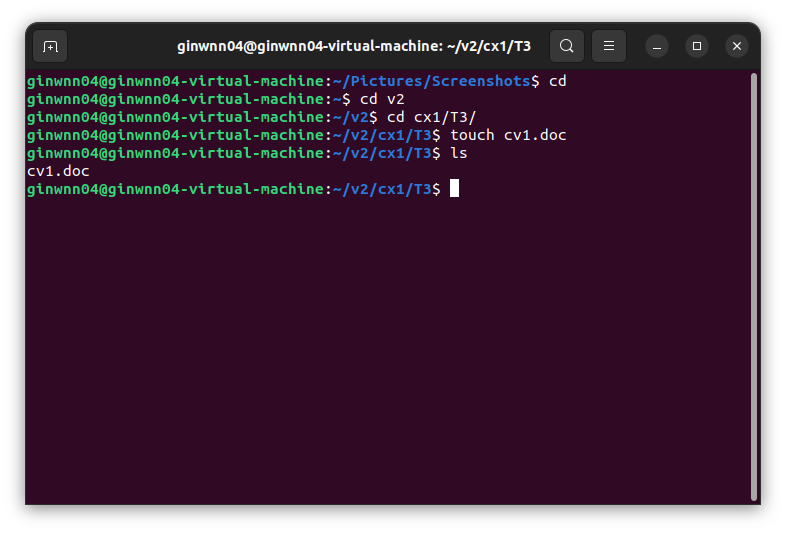 ginwnn04@ginwnn04-virtual-machine: ~/v2/cx1/T3
ginwnn04@ginwnn04-virtual-machine:~/Pictures/Screenshots$ cd
ginwnn04@ginwnn04-virtual-machine:~$ cd v2
ginwnn04@ginwnn04-virtual-machine:~/v2$ cd cx1/T3/
ginwnn04@ginwnn04-virtual-machine:~/v2/cx1/T3$ touch cv1.doc
ginwnn04@ginwnn04-virtual-machine:~/v2/cx1/T3$ ls
cv1.doc
ginwnn04@ginwnn04-virtual-machine:~/v2/cx1/T3$